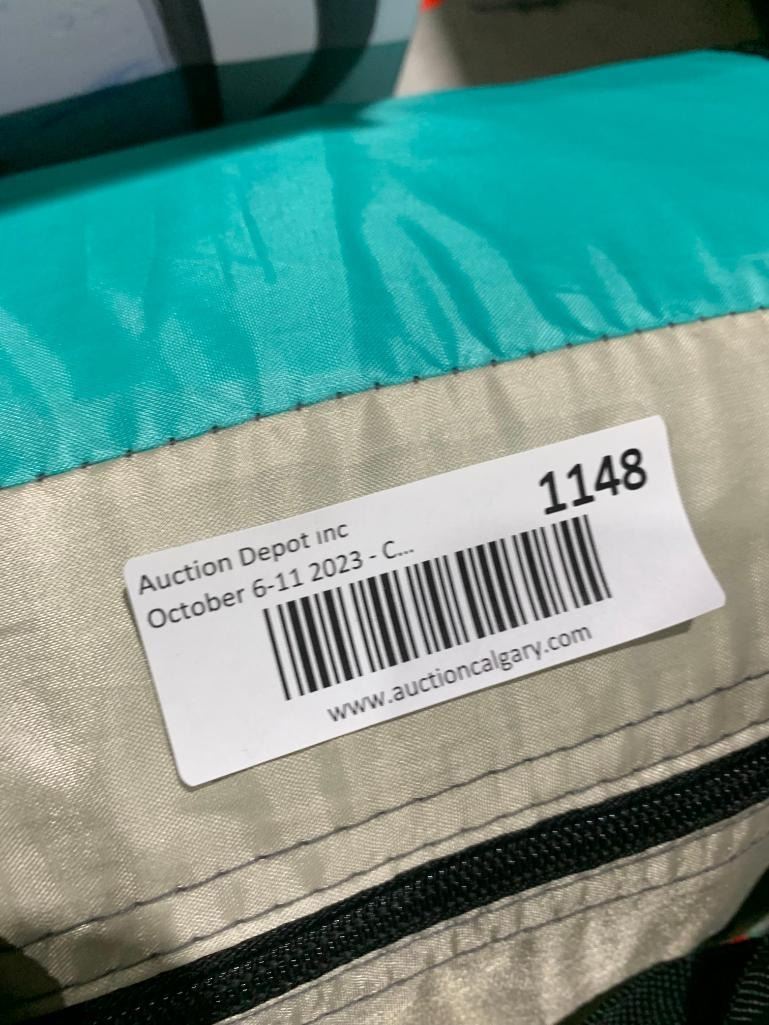 Auction Depot inc
1148
October 6-11 2023 - C...
www.auctioncalgary.com